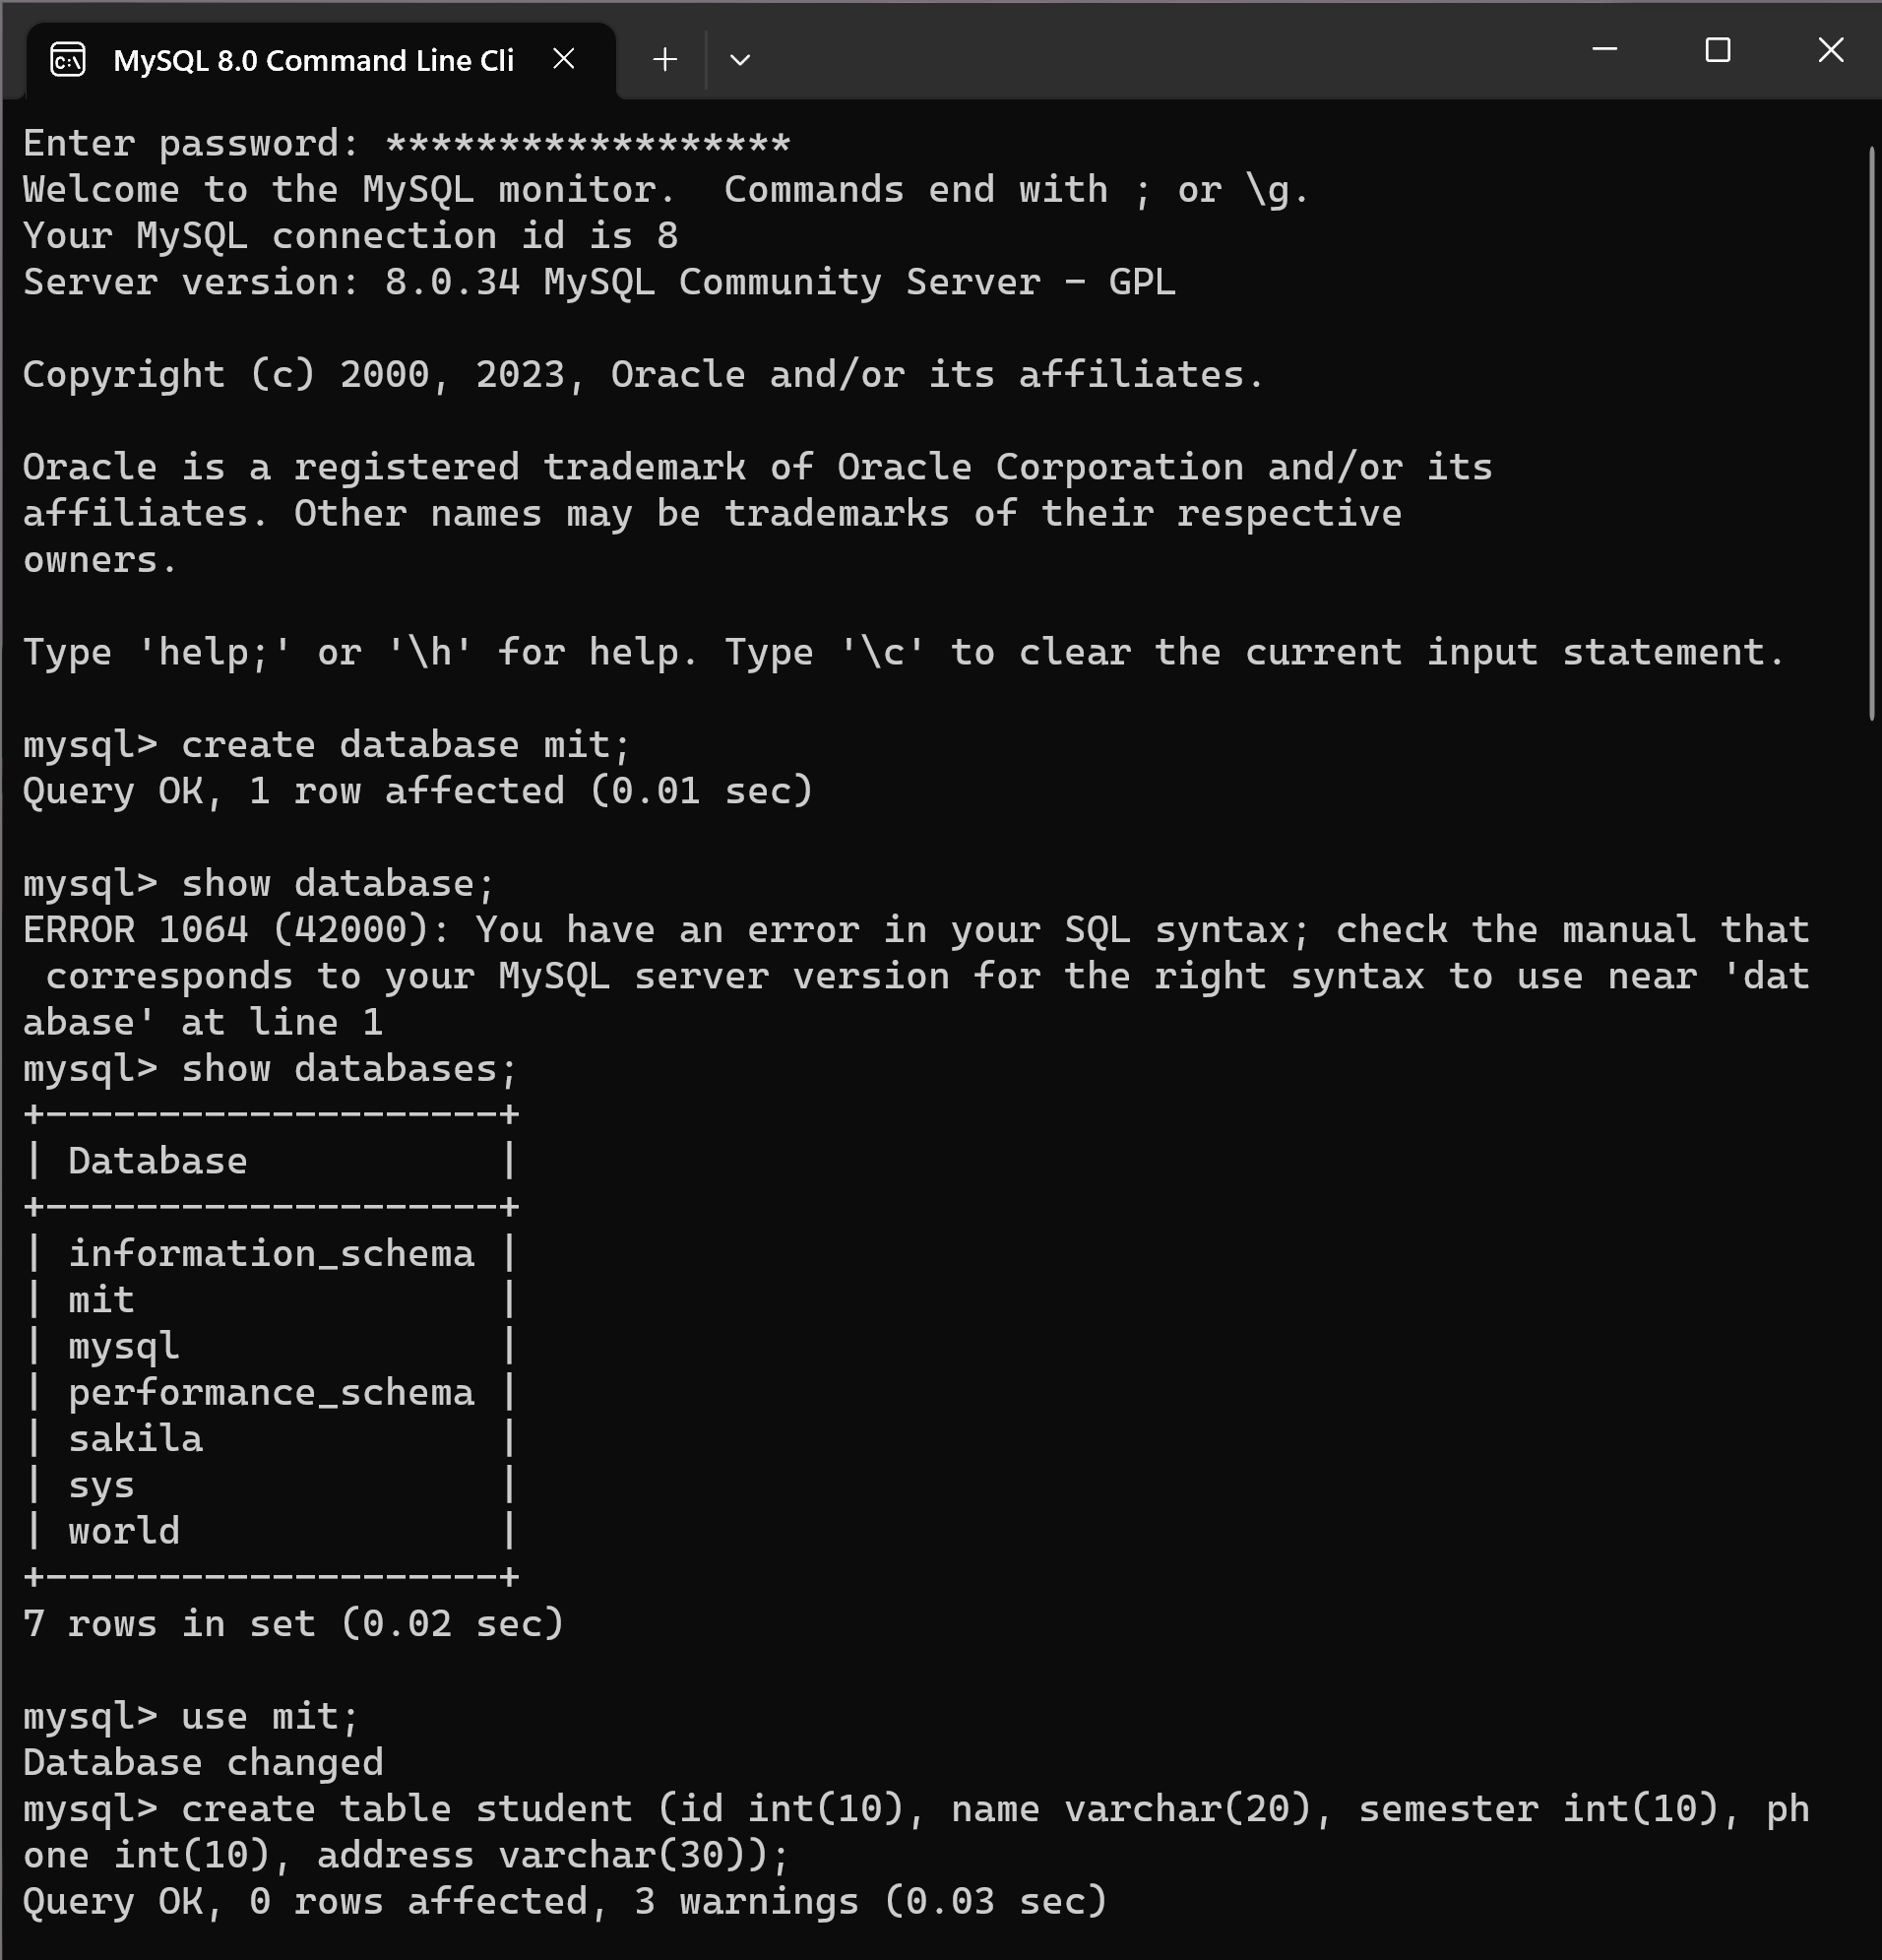 MySQL 8.0 Command Line Cli
Enter password: ******************
Welcome to the MySQL monitor.  Commands end with ; or \g.
Your MySQL connection id is 8
Server version: 8.0.34 MySQL Community Server - GPL

Copyright (c) 2000, 2023, Oracle and/or its affiliates.

Oracle is a registered trademark of Oracle Corporation and/or its
affiliates. Other names may be trademarks of their respective
owners.

Type 'help;' or '\h' for help. Type '\c' to clear the current input statement.

mysql> create database mit;
Query OK, 1 row affected (0.01 sec)

mysql> show database;
ERROR 1064 (42000): You have an error in your SQL syntax; check the manual that
 corresponds to your MySQL server version for the right syntax to use near 'dat
abase' at line 1
mysql> show databases;
+--------------------+
| Database           |
+--------------------+
| information_schema |
| mit                |
| mysql              |
| performance_schema |
| sakila             |
| sys                |
| world              |
+--------------------+
7 rows in set (0.02 sec)

mysql> use mit;
Database changed
mysql> create table student (id int(10), name varchar(20), semester int(10), ph
one int(10), address varchar(30));
Query OK, 0 rows affected, 3 warnings (0.03 sec)